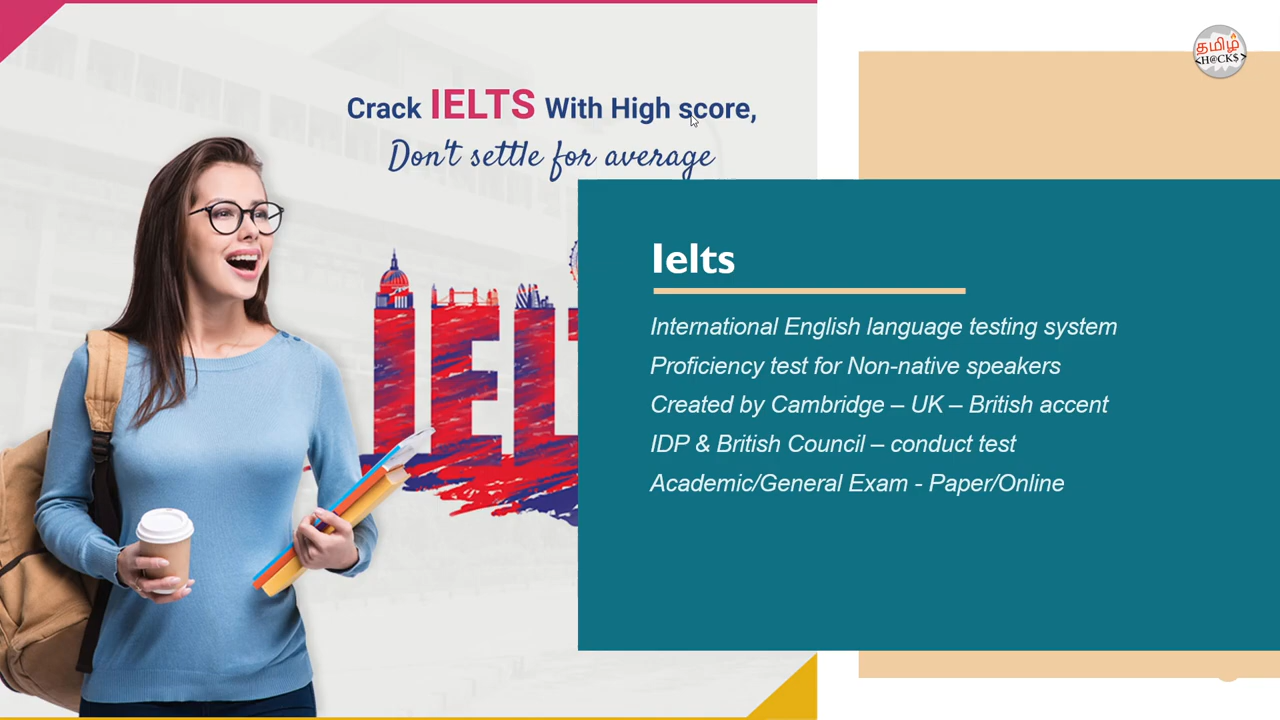 தமிழ்
<H@CK$>
Crack IELTS With High score,
Don't settle for average
IELT
Ielts
International English language testing system
Proficiency test for Non-native speakers
Created by Cambridge – UK – British accent
IDP & British Council – conduct test
Academic/General Exam - Paper/Online